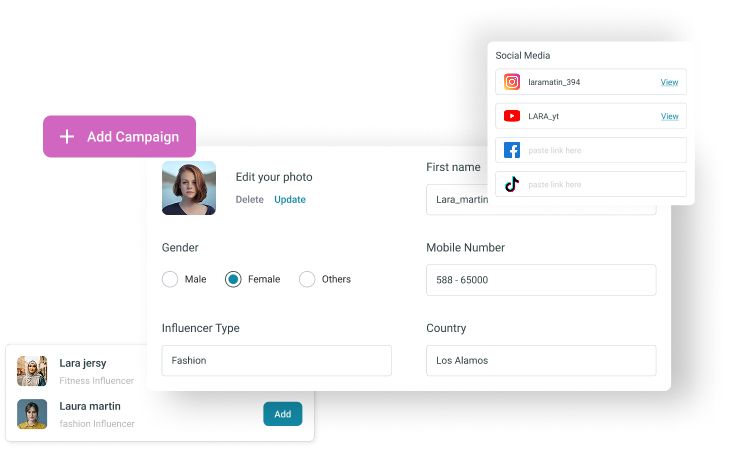 Social Media
laramatin_394
View
LARA_yt
View
paste link here
paste link here
Add Campaign
Edit your photo
Delete Update
First name
Lara_martin
Gender
Male Female Others
Mobile Number
588 - 65000
Influencer Type
Fashion
Country
Los Alamos
Lara jersy
Fitness Influencer
Laura martin
fashion Influencer
Add